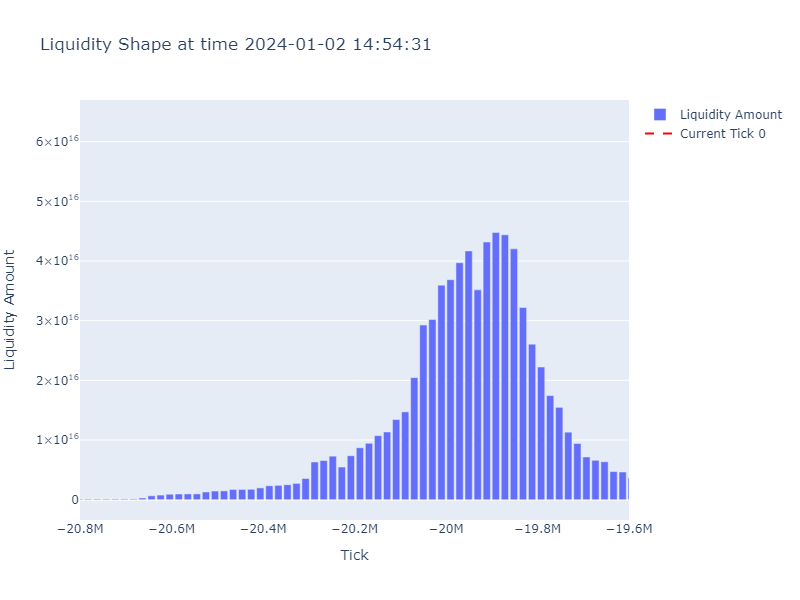 Liquidity Shape at time 2024-01-02 14:54:31
Liquidity Amount
Current Tick 0
6×10¹⁶
5×10¹⁶
4×10¹⁶
3×10¹⁶
2×10¹⁶
1×10¹⁶
0
Liquidity Amount
−20.8M −20.6M −20.4M −20.2M −20M −19.8M −19.6M
Tick